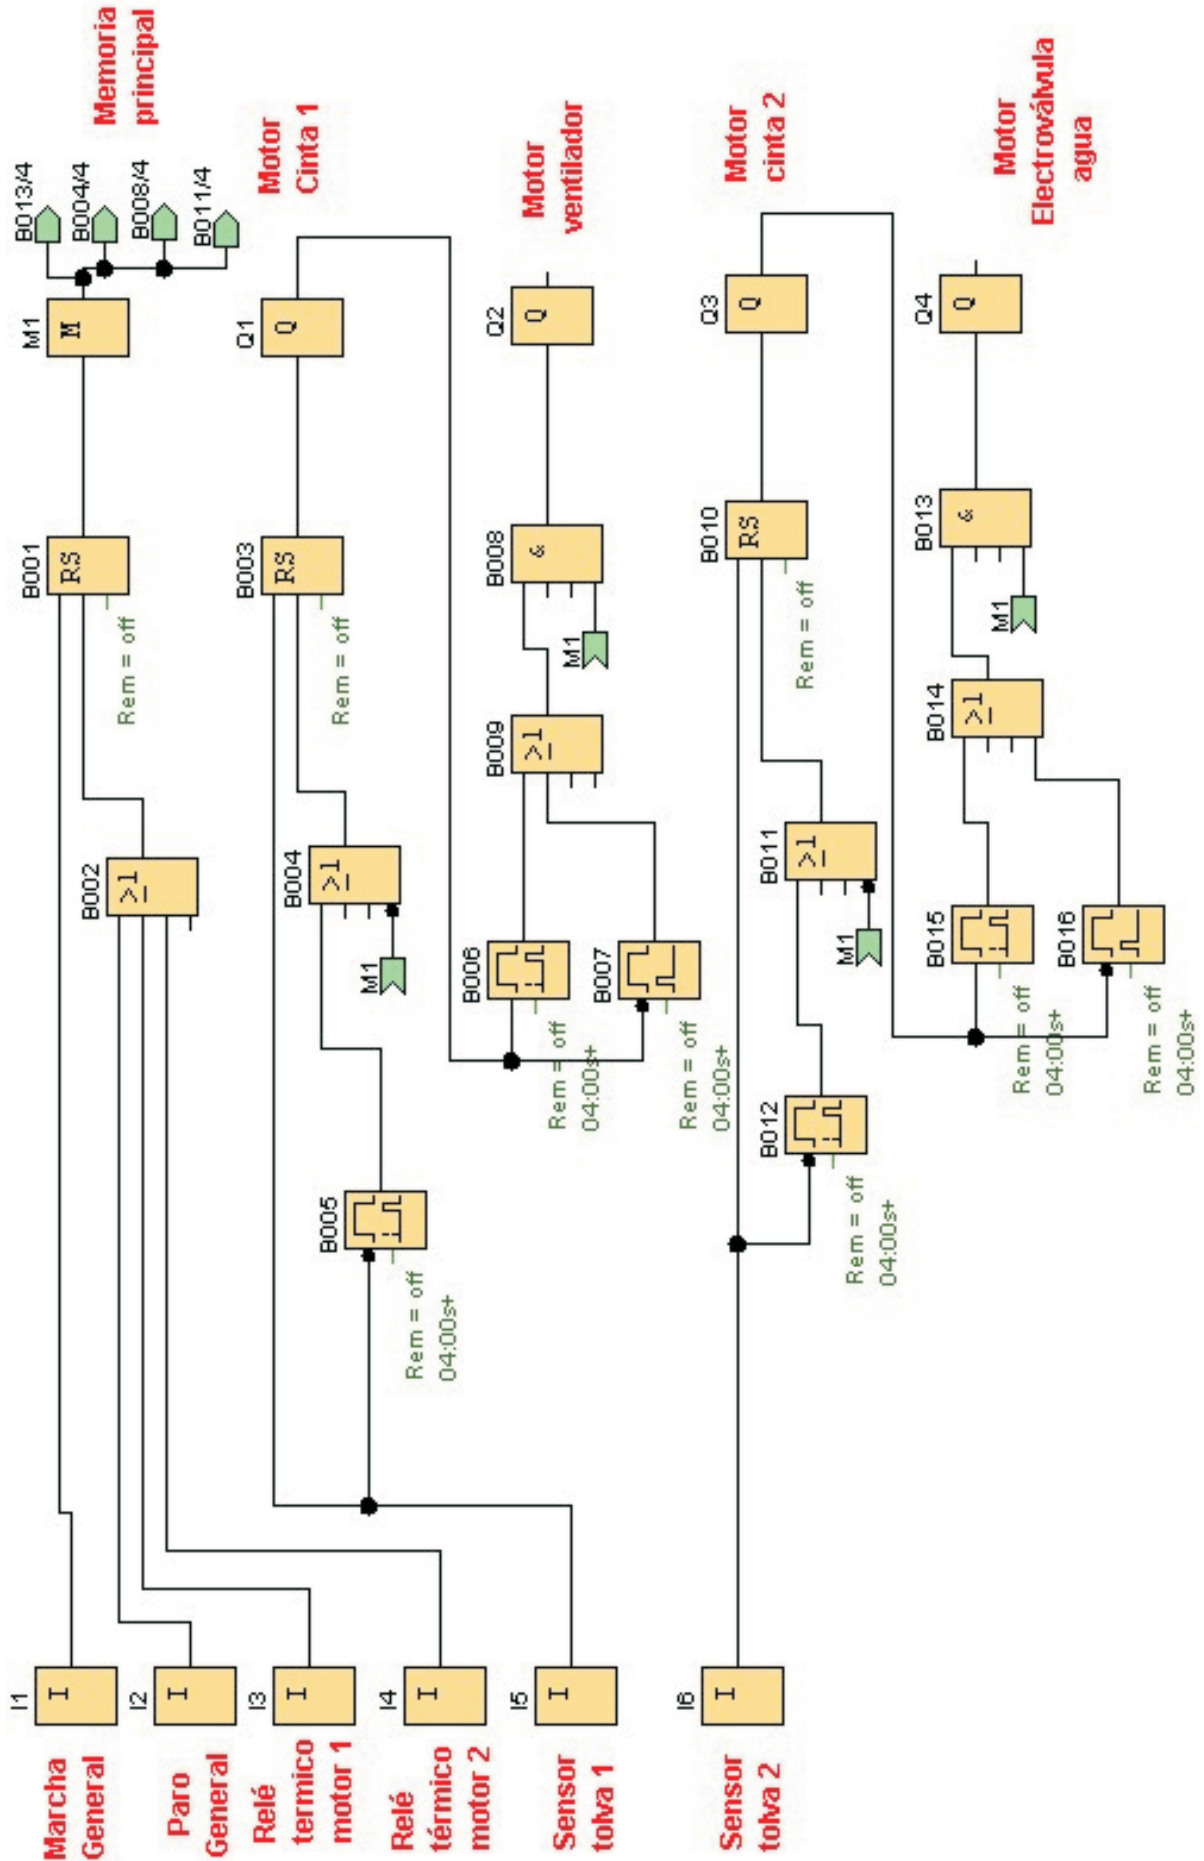 Marcha
General
I1
I
B001
RS
Rem = off
M1
M
B013/4
B004/4
B008/4
B011/4
Memoria
principal
Paro
General
I2
I
B002
>1
Relé
termico
motor 1
I3
I
B003
RS
Rem = off
Q1
Q
Motor
Cinta 1
Relé
térmico
motor 2
I4
I
B005
Rem = off
04:00s+
B004
>1
M1
Sensor
tolva 1
I5
I
B006
Rem = off
04:00s+
B007
Rem = off
04:00s+
B009
>1
B008
&
M1
Q2
Q
Motor
ventilador
Sensor
tolva 2
I6
I
B012
Rem = off
04:00s+
B011
>1
M1
B010
RS
Rem = off
Q3
Q
Motor
cinta 2
B015
Rem = off
04:00s+
B016
Rem = off
04:00s+
B014
>1
B013
&
M1
Q4
Q
Motor
Electroválvula
agua